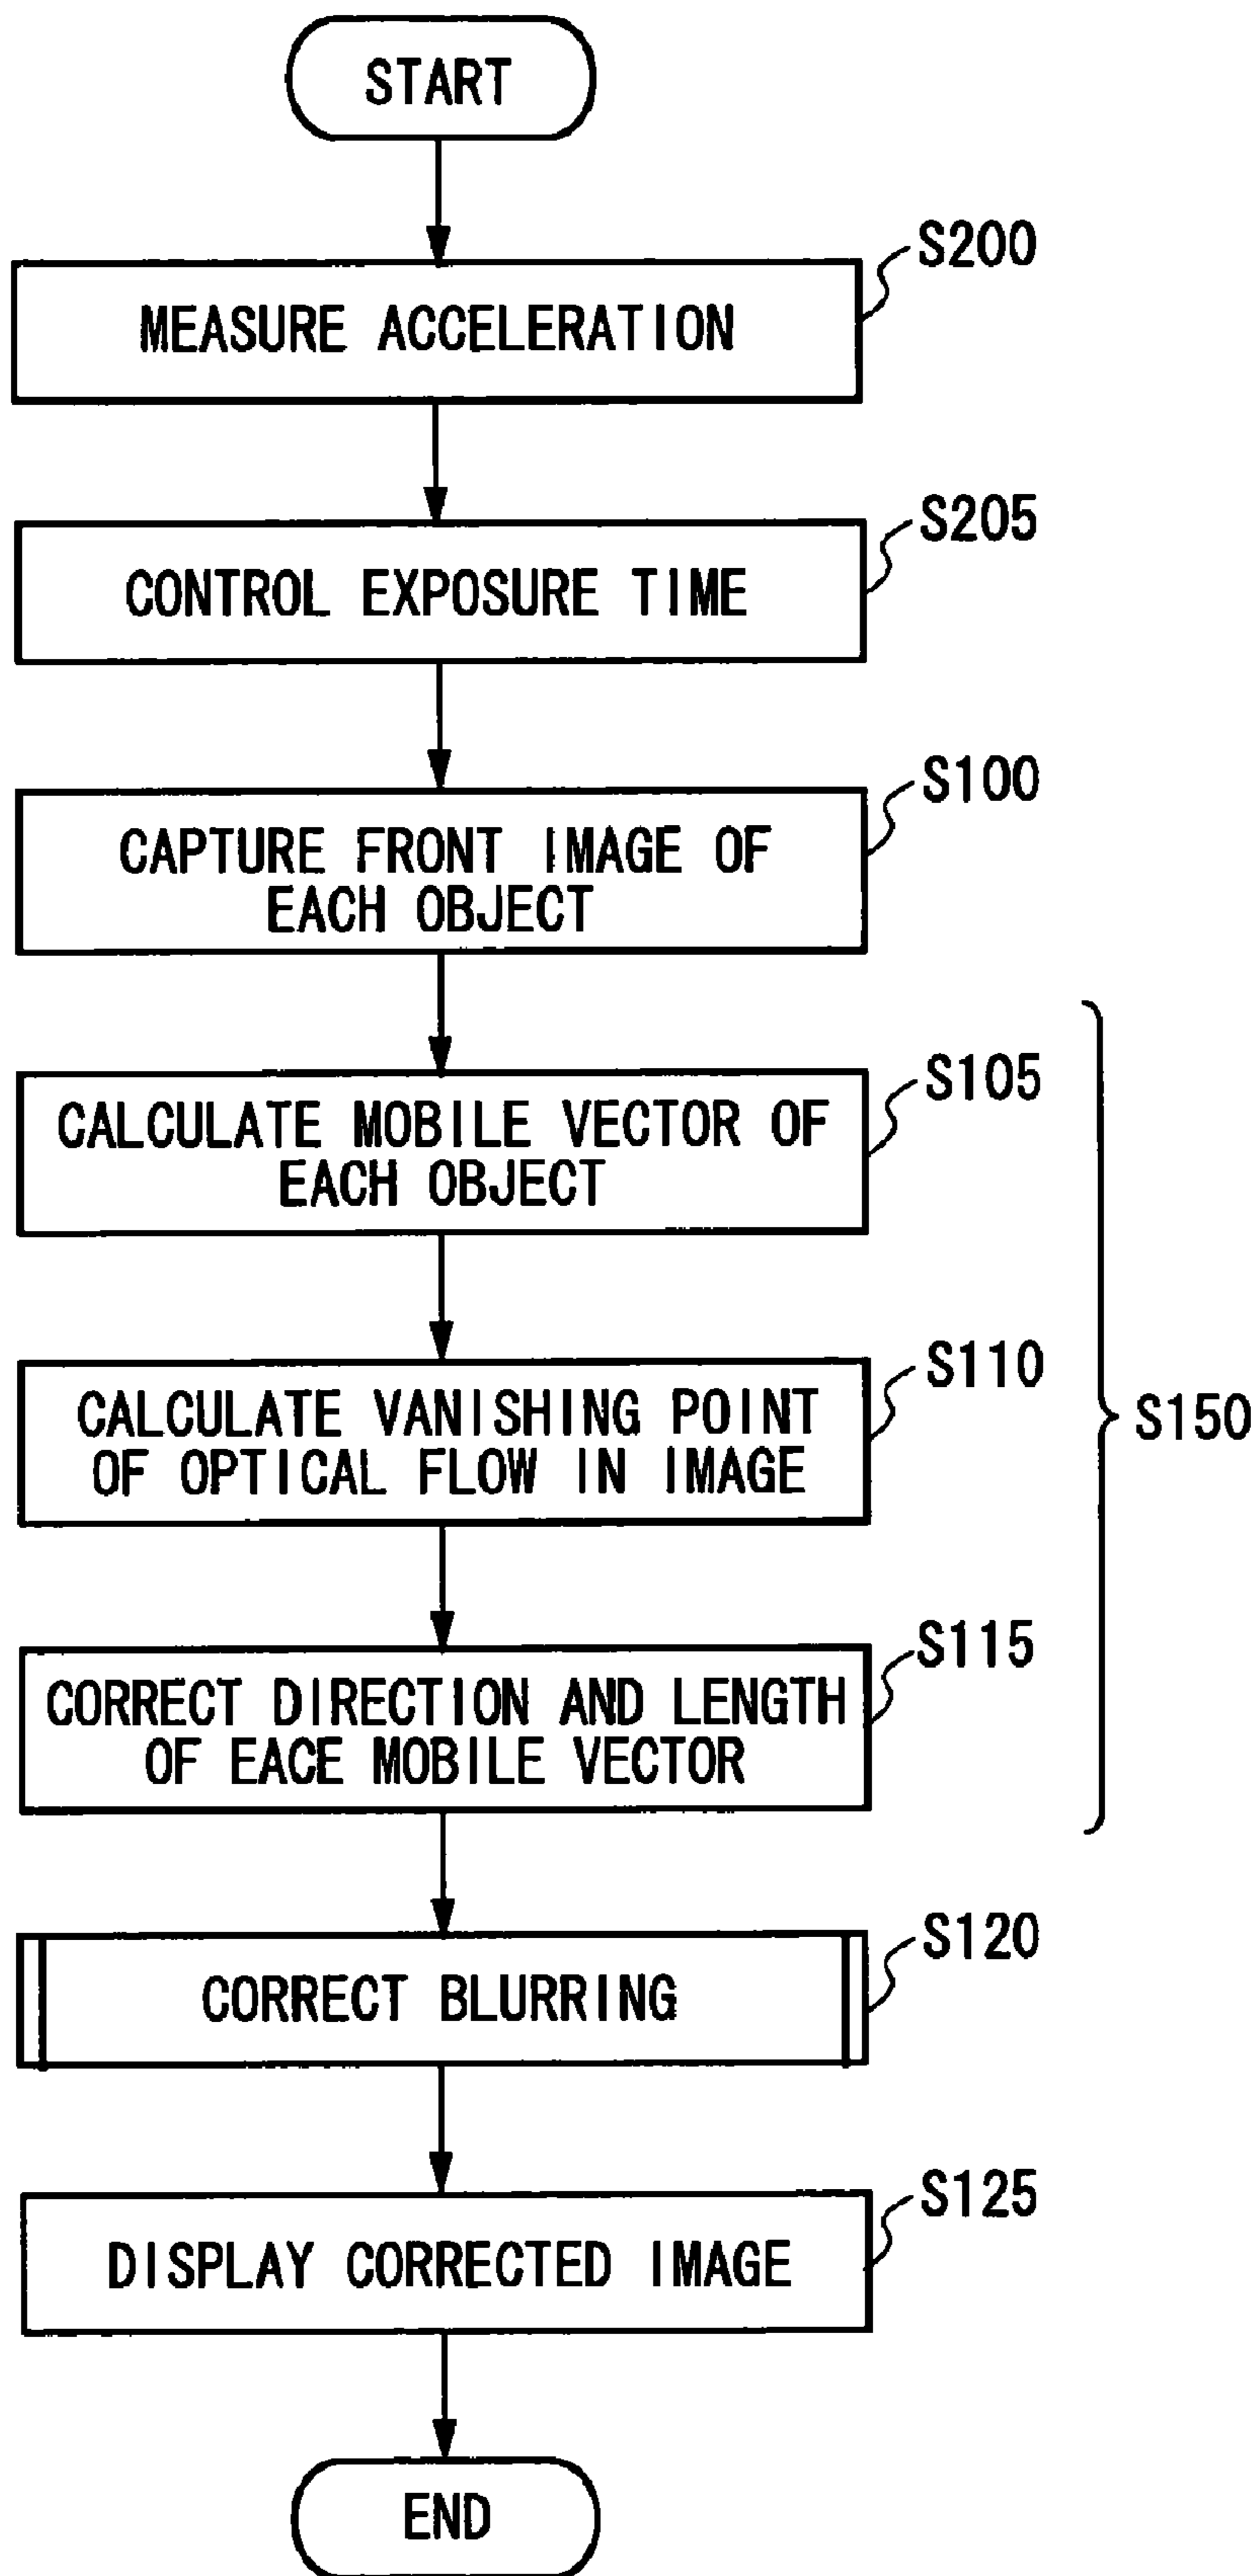 START
S200
MEASURE ACCELERATION
S205
CONTROL EXPOSURE TIME
S100
CAPTURE FRONT IMAGE OF
EACH OBJECT
S105
CALCULATE MOBILE VECTOR OF
EACH OBJECT
S110
CALCULATE VANISHING POINT
OF OPTICAL FLOW IN IMAGE
S150
S115
CORRECT DIRECTION AND LENGTH
OF EACE MOBILE VECTOR
S120
CORRECT BLURRING
S125
DISPLAY CORRECTED IMAGE
END